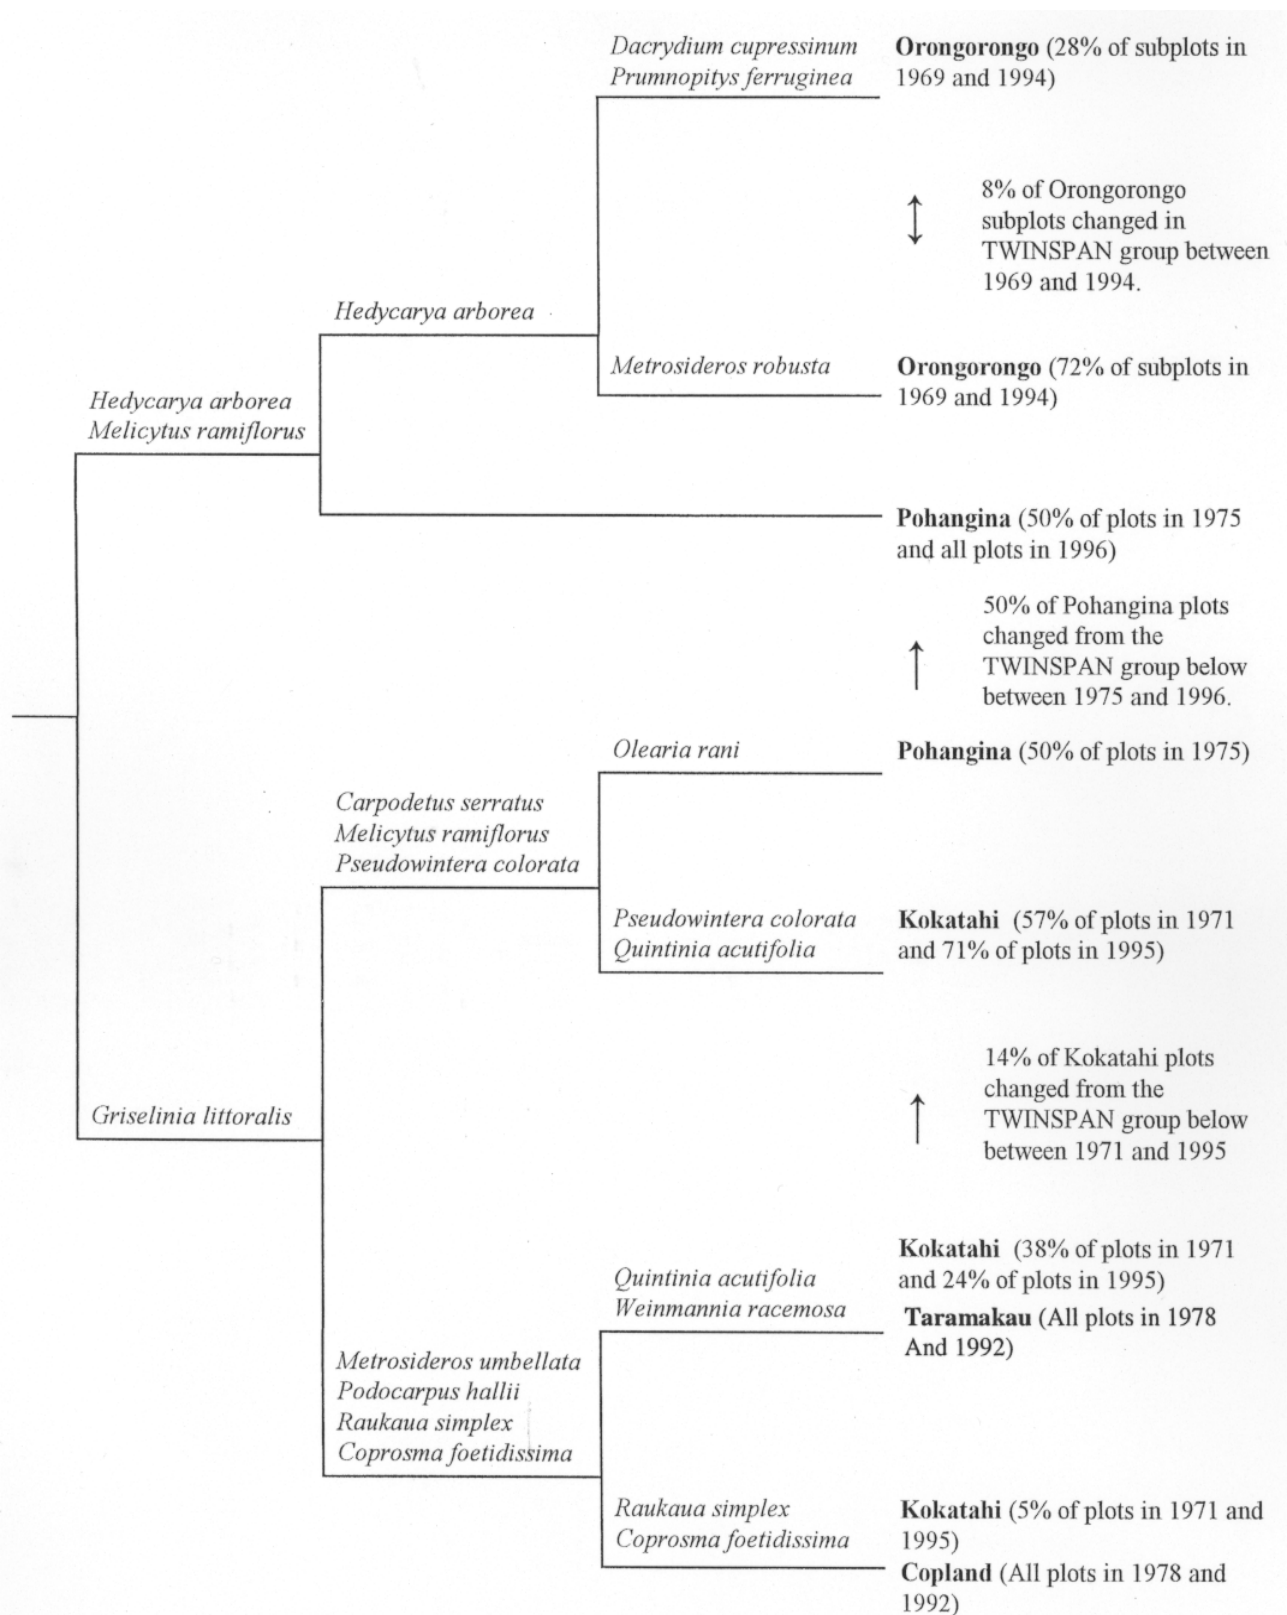 Dacrydium cupressinum
Prumnopitys ferruginea
Orongorongo (28% of subplots in
1969 and 1994)
8% of Orongorongo
subplots changed in
TWINSPAN group between
1969 and 1994.
Hedycarya arborea
Metrosideros robusta
Orongorongo (72% of subplots in
1969 and 1994)
Hedycarya arborea
Melicytus ramiflorus
Pohangina (50% of plots in 1975
and all plots in 1996)
50% of Pohangina plots
changed from the
TWINSPAN group below
between 1975 and 1996.
Olearia rani
Pohangina (50% of plots in 1975)
Carpodetus serratus
Melicytus ramiflorus
Pseudowintera colorata
Pseudowintera colorata
Quintinia acutifolia
Kokatahi (57% of plots in 1971
and 71% of plots in 1995)
14% of Kokatahi plots
changed from the
TWINSPAN group below
between 1971 and 1995
Griselinia littoralis
Kokatahi (38% of plots in 1971
and 24% of plots in 1995)
Quintinia acutifolia
Weinmannia racemosa
Taramakau (All plots in 1978
And 1992)
Metrosideros umbellata
Podocarpus hallii
Raukaua simplex
Coprosma foetidissima
Raukaua simplex
Coprosma foetidissima
Kokatahi (5% of plots in 1971 and
1995)
Copland (All plots in 1978 and
1992)